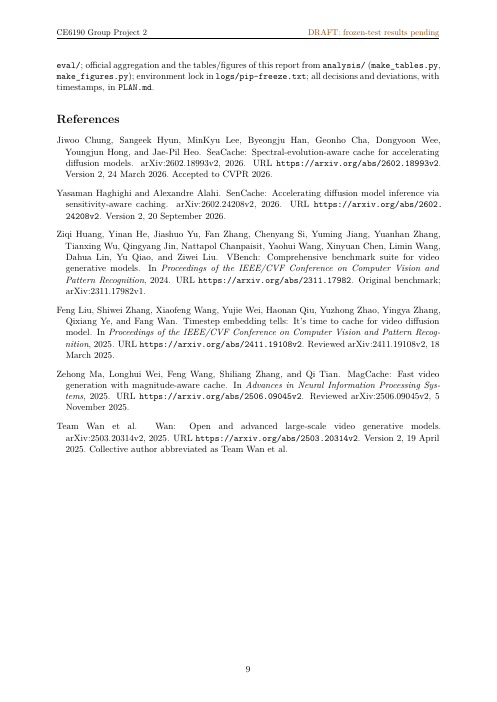 CE6190 Group Project 2
DRAFT: frozen-test results pending
eval/; official aggregation and the tables/figures of this report from analysis/ (make_tables.py,
make_figures.py); environment lock in logs/pip-freeze.txt; all decisions and deviations, with
timestamps, in PLAN.md.
References
Jiwoo Chung, Sangeek Hyun, MinKyu Lee, Byeongju Han, Geonho Cha, Dongyoon Wee,
Youngjun Hong, and Jae-Pil Heo. SeaCache: Spectral-evolution-aware cache for accelerating
diffusion models. arXiv:2602.18993v2, 2026. URL https://arxiv.org/abs/2602.18993v2.
Version 2, 24 March 2026. Accepted to CVPR 2026.
Yasaman Haghighi and Alexandre Alahi. SenCache: Accelerating diffusion model inference via
sensitivity-aware caching. arXiv:2602.24208v2, 2026. URL https://arxiv.org/abs/2602.
24208v2. Version 2, 20 September 2026.
Ziqi Huang, Yinan He, Jiashuo Yu, Fan Zhang, Chenyang Si, Yuming Jiang, Yuanhan Zhang,
Tianxing Wu, Qingyang Jin, Nattapol Chanpaisit, Yaohui Wang, Xinyuan Chen, Limin Wang,
Dahua Lin, Yu Qiao, and Ziwei Liu. VBench: Comprehensive benchmark suite for video
generative models. In Proceedings of the IEEE/CVF Conference on Computer Vision and
Pattern Recognition, 2024. URL https://arxiv.org/abs/2311.17982. Original benchmark;
arXiv:2311.17982v1.
Feng Liu, Shiwei Zhang, Xiaofeng Wang, Yujie Wei, Haonan Qiu, Yuzhong Zhao, Yingya Zhang,
Qixiang Ye, and Fang Wan. Timestep embedding tells: It's time to cache for video diffusion
model. In Proceedings of the IEEE/CVF Conference on Computer Vision and Pattern Recog-
nition, 2025. URL https://arxiv.org/abs/2411.19108v2. Reviewed arXiv:2411.19108v2, 18
March 2025.
Zehong Ma, Longhui Wei, Feng Wang, Shiliang Zhang, and Qi Tian. MagCache: Fast video
generation with magnitude-aware cache. In Advances in Neural Information Processing Sys-
tems, 2025. URL https://arxiv.org/abs/2506.09045v2. Reviewed arXiv:2506.09045v2, 5
November 2025.
Team Wan et al. Wan: Open and advanced large-scale video generative models.
arXiv:2503.20314v2, 2025. URL https://arxiv.org/abs/2503.20314v2. Version 2, 19 April
2025. Collective author abbreviated as Team Wan et al.
9